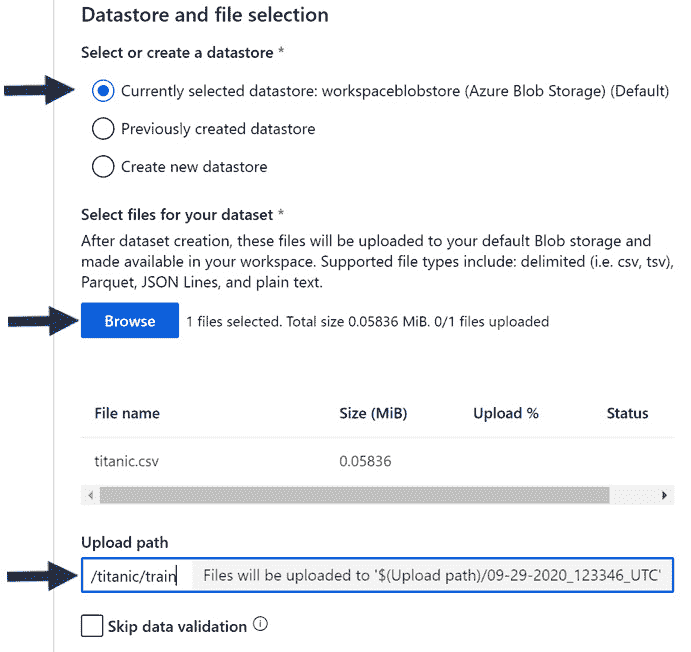 Datastore and file selection
Select or create a datastore *
Currently selected datastore: workspaceblobstore (Azure Blob Storage) (Default)
Previously created datastore
Create new datastore
Select files for your dataset *
After dataset creation, these files will be uploaded to your default Blob storage and
made available in your workspace. Supported file types include: delimited (i.e. csv, tsv),
Parquet, JSON Lines, and plain text.
Browse 1 files selected. Total size 0.05836 MiB. 0/1 files uploaded
File name Size (MiB) Upload % Status
titanic.csv 0.05836
Upload path
/titanic/train Files will be uploaded to '$(Upload path)/09-29-2020_123346_UTC'
Skip data validation